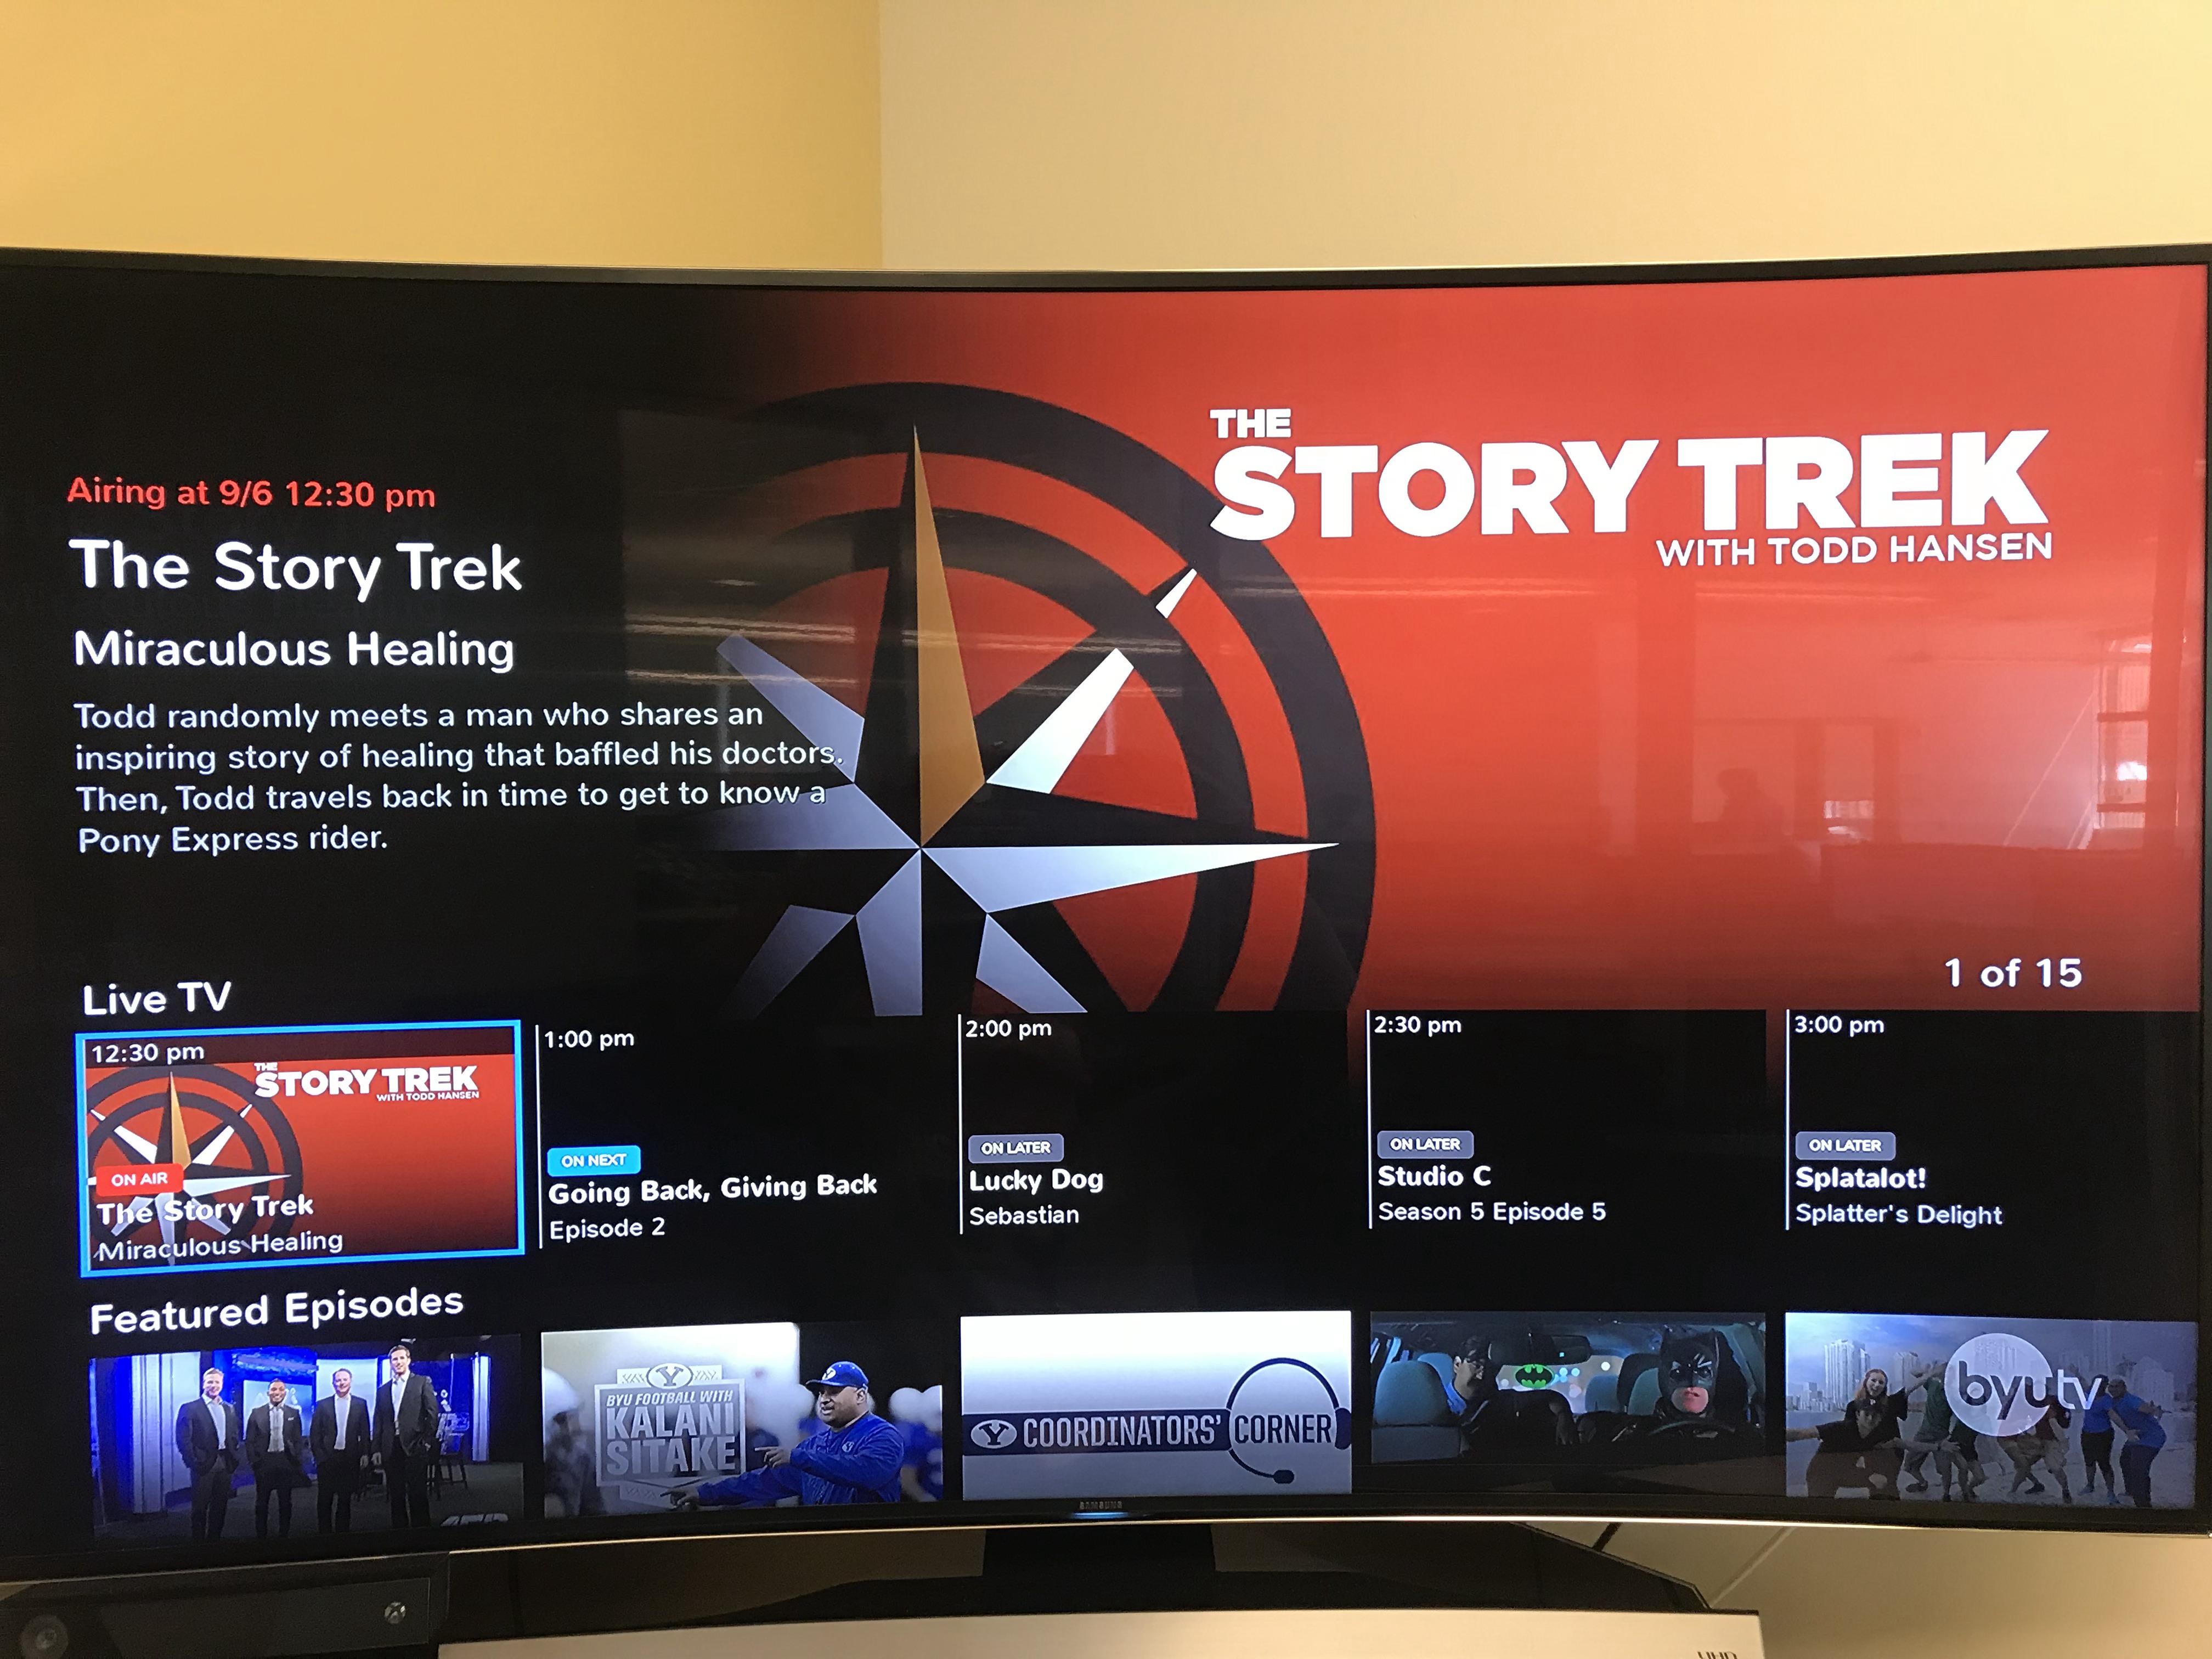 THE
STORY TREK
WITH TODD HANSEN
Airing at 9/6 12:30 pm
The Story Trek
Miraculous Healing
Todd randomly meets a man who shares an
inspiring story of healing that baffled his doctors.
Then, Todd travels back in time to get to know a
Pony Express rider.
1 of 15
Live TV
12:30 pm
THE
STORY TREK
WITH TODD HANSEN
ON AIR
The Story Trek
Miraculous Healing
1:00 pm
ON NEXT
Going Back, Giving Back
Episode 2
2:00 pm
ON LATER
Lucky Dog
Sebastian
2:30 pm
ON LATER
Studio C
Season 5 Episode 5
3:00 pm
ON LATER
Splatalot!
Splatter's Delight
Featured Episodes
Y
BYU FOOTBALL WITH
KALANI
SITAKE
Y COORDINATORS' CORNER
byutv
SAMSUNG
UHD